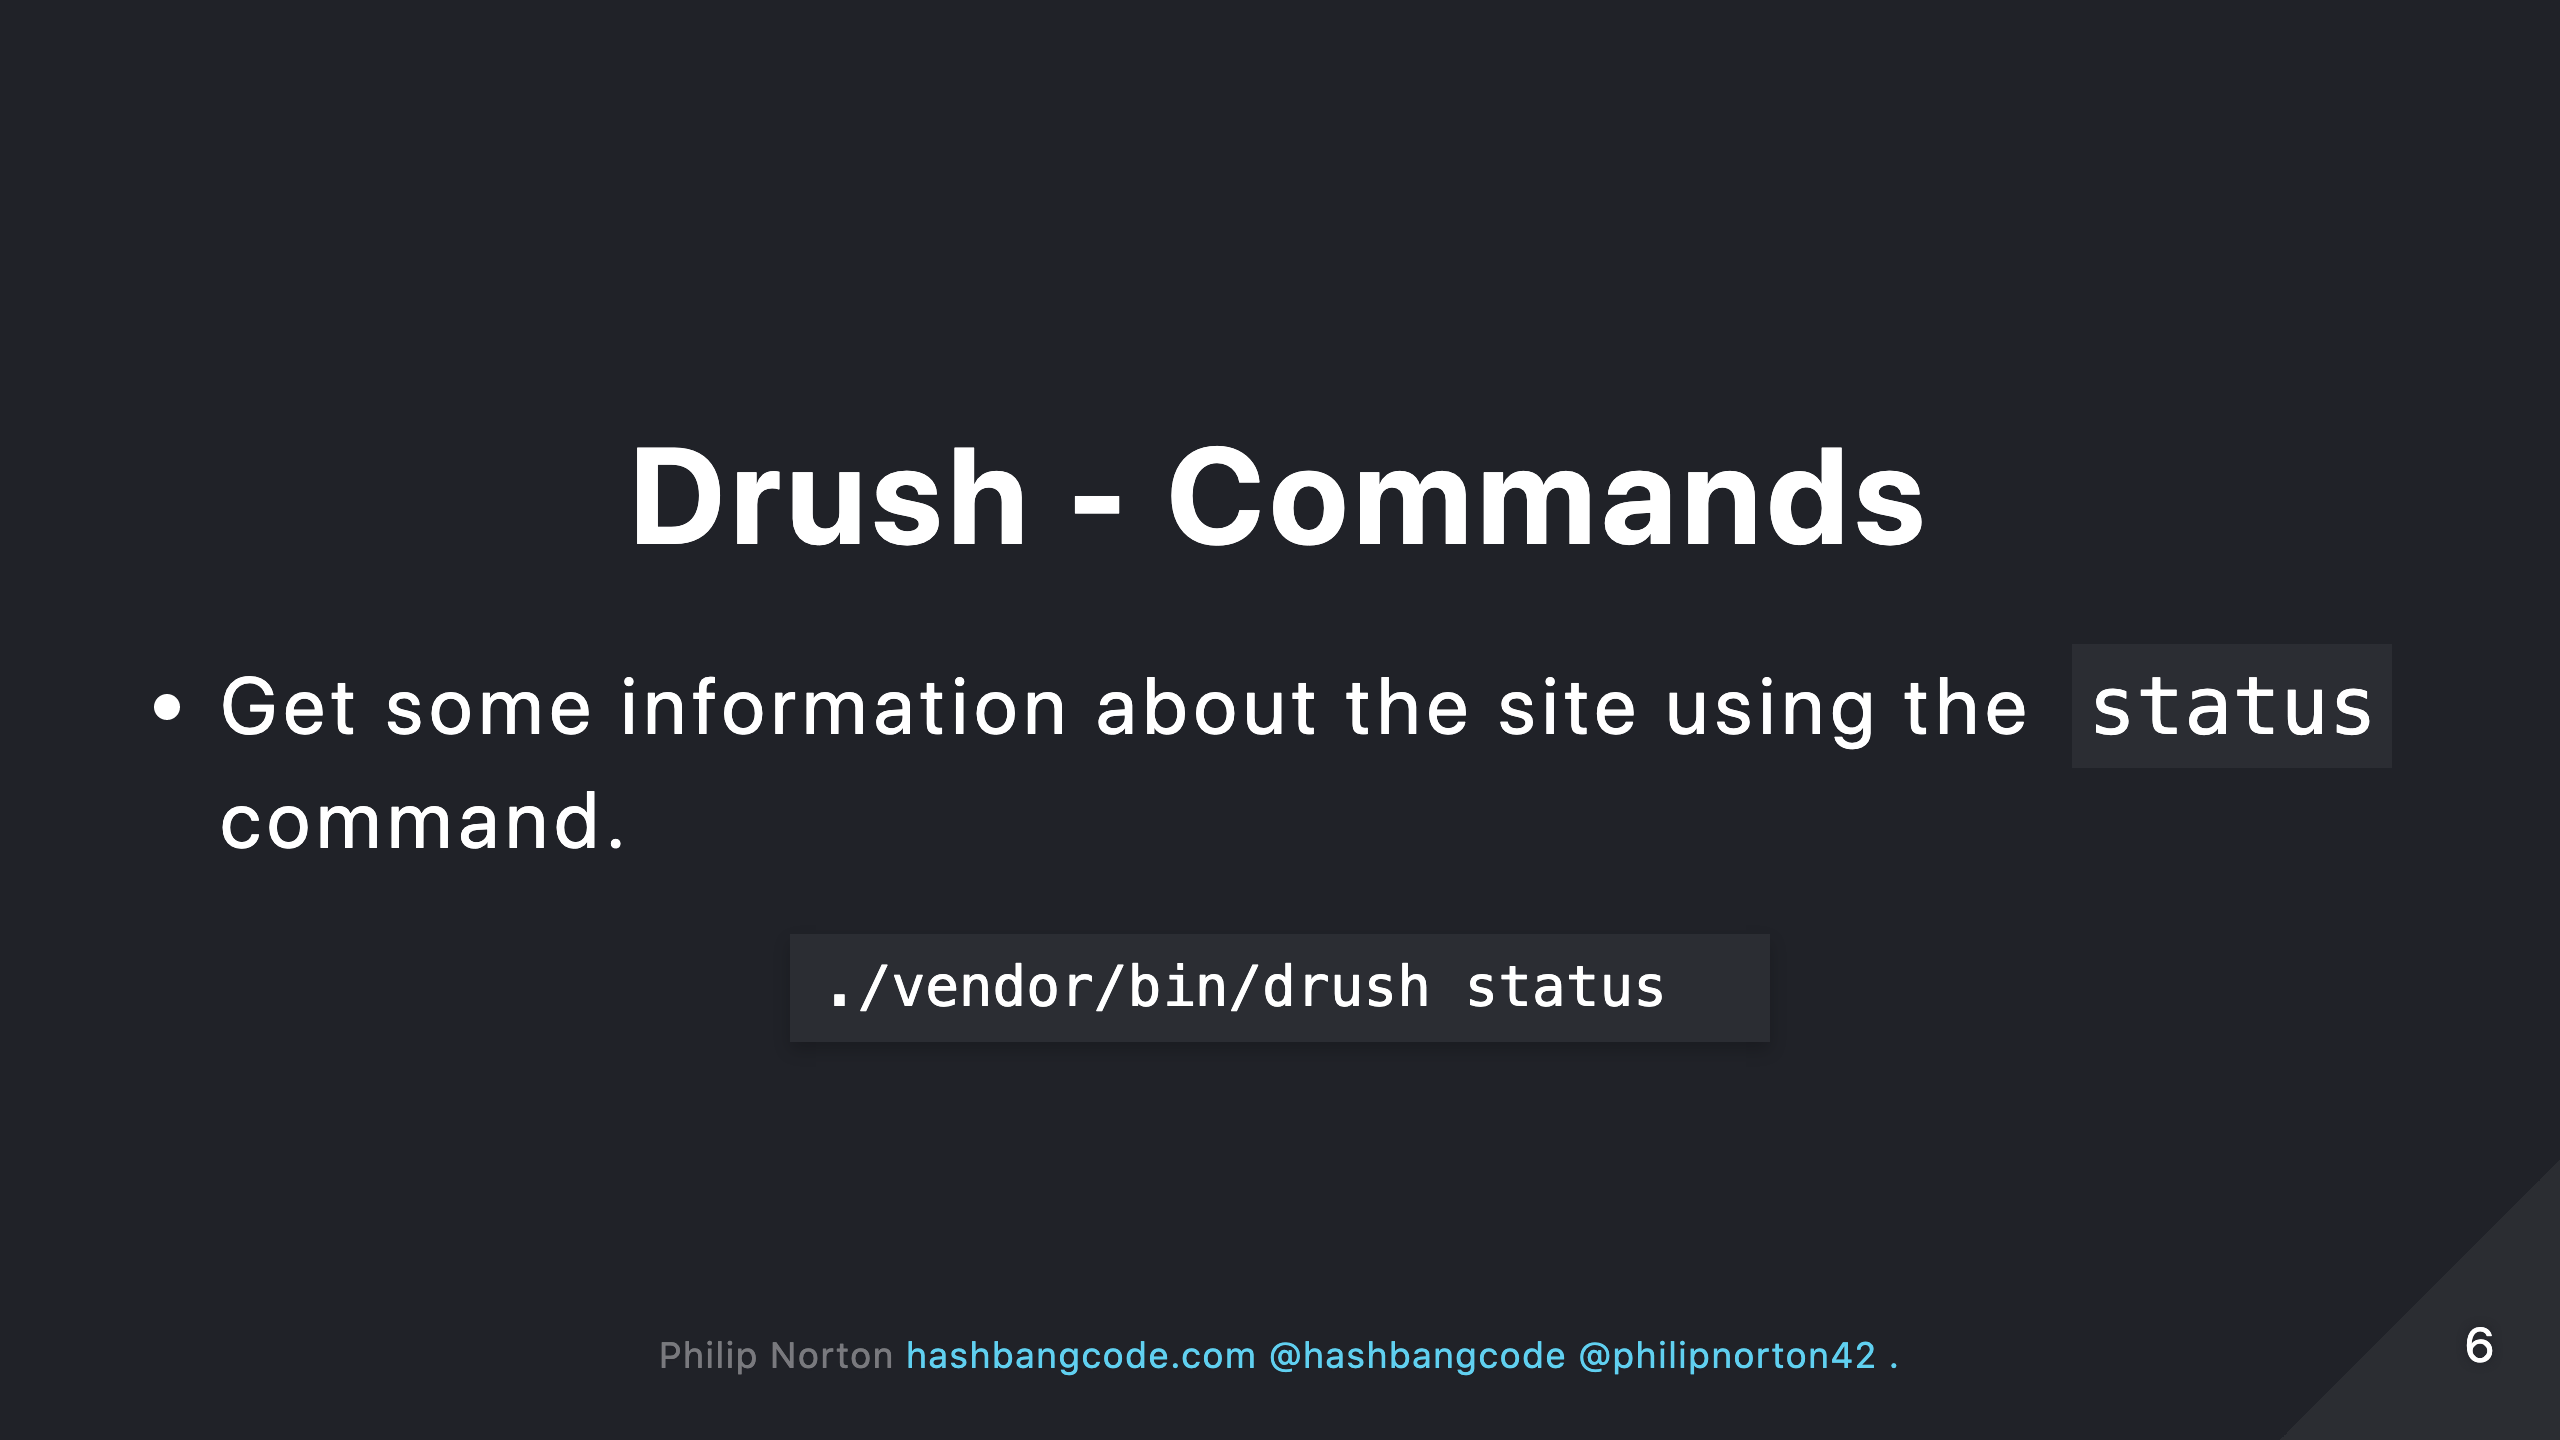 Drush - Commands
• Get some information about the site using the status
command.
./vendor/bin/drush status
Philip Norton hashbangcode.com @hashbangcode @philipnorton42 .
6